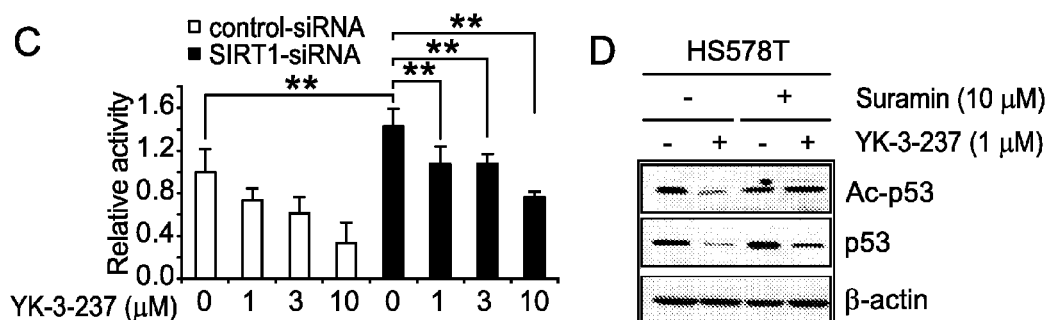 C
control-siRNA
SIRT1-siRNA
**
**
**
**
Relative activity
1.6
1.2
0.8
0.4
0.0
YK-3-237 (μM) 0 1 3 10 0 1 3 10
D
HS578T
- + Suramin (10 μM)
- + - + YK-3-237 (1 μM)
Ac-p53
p53
β-actin